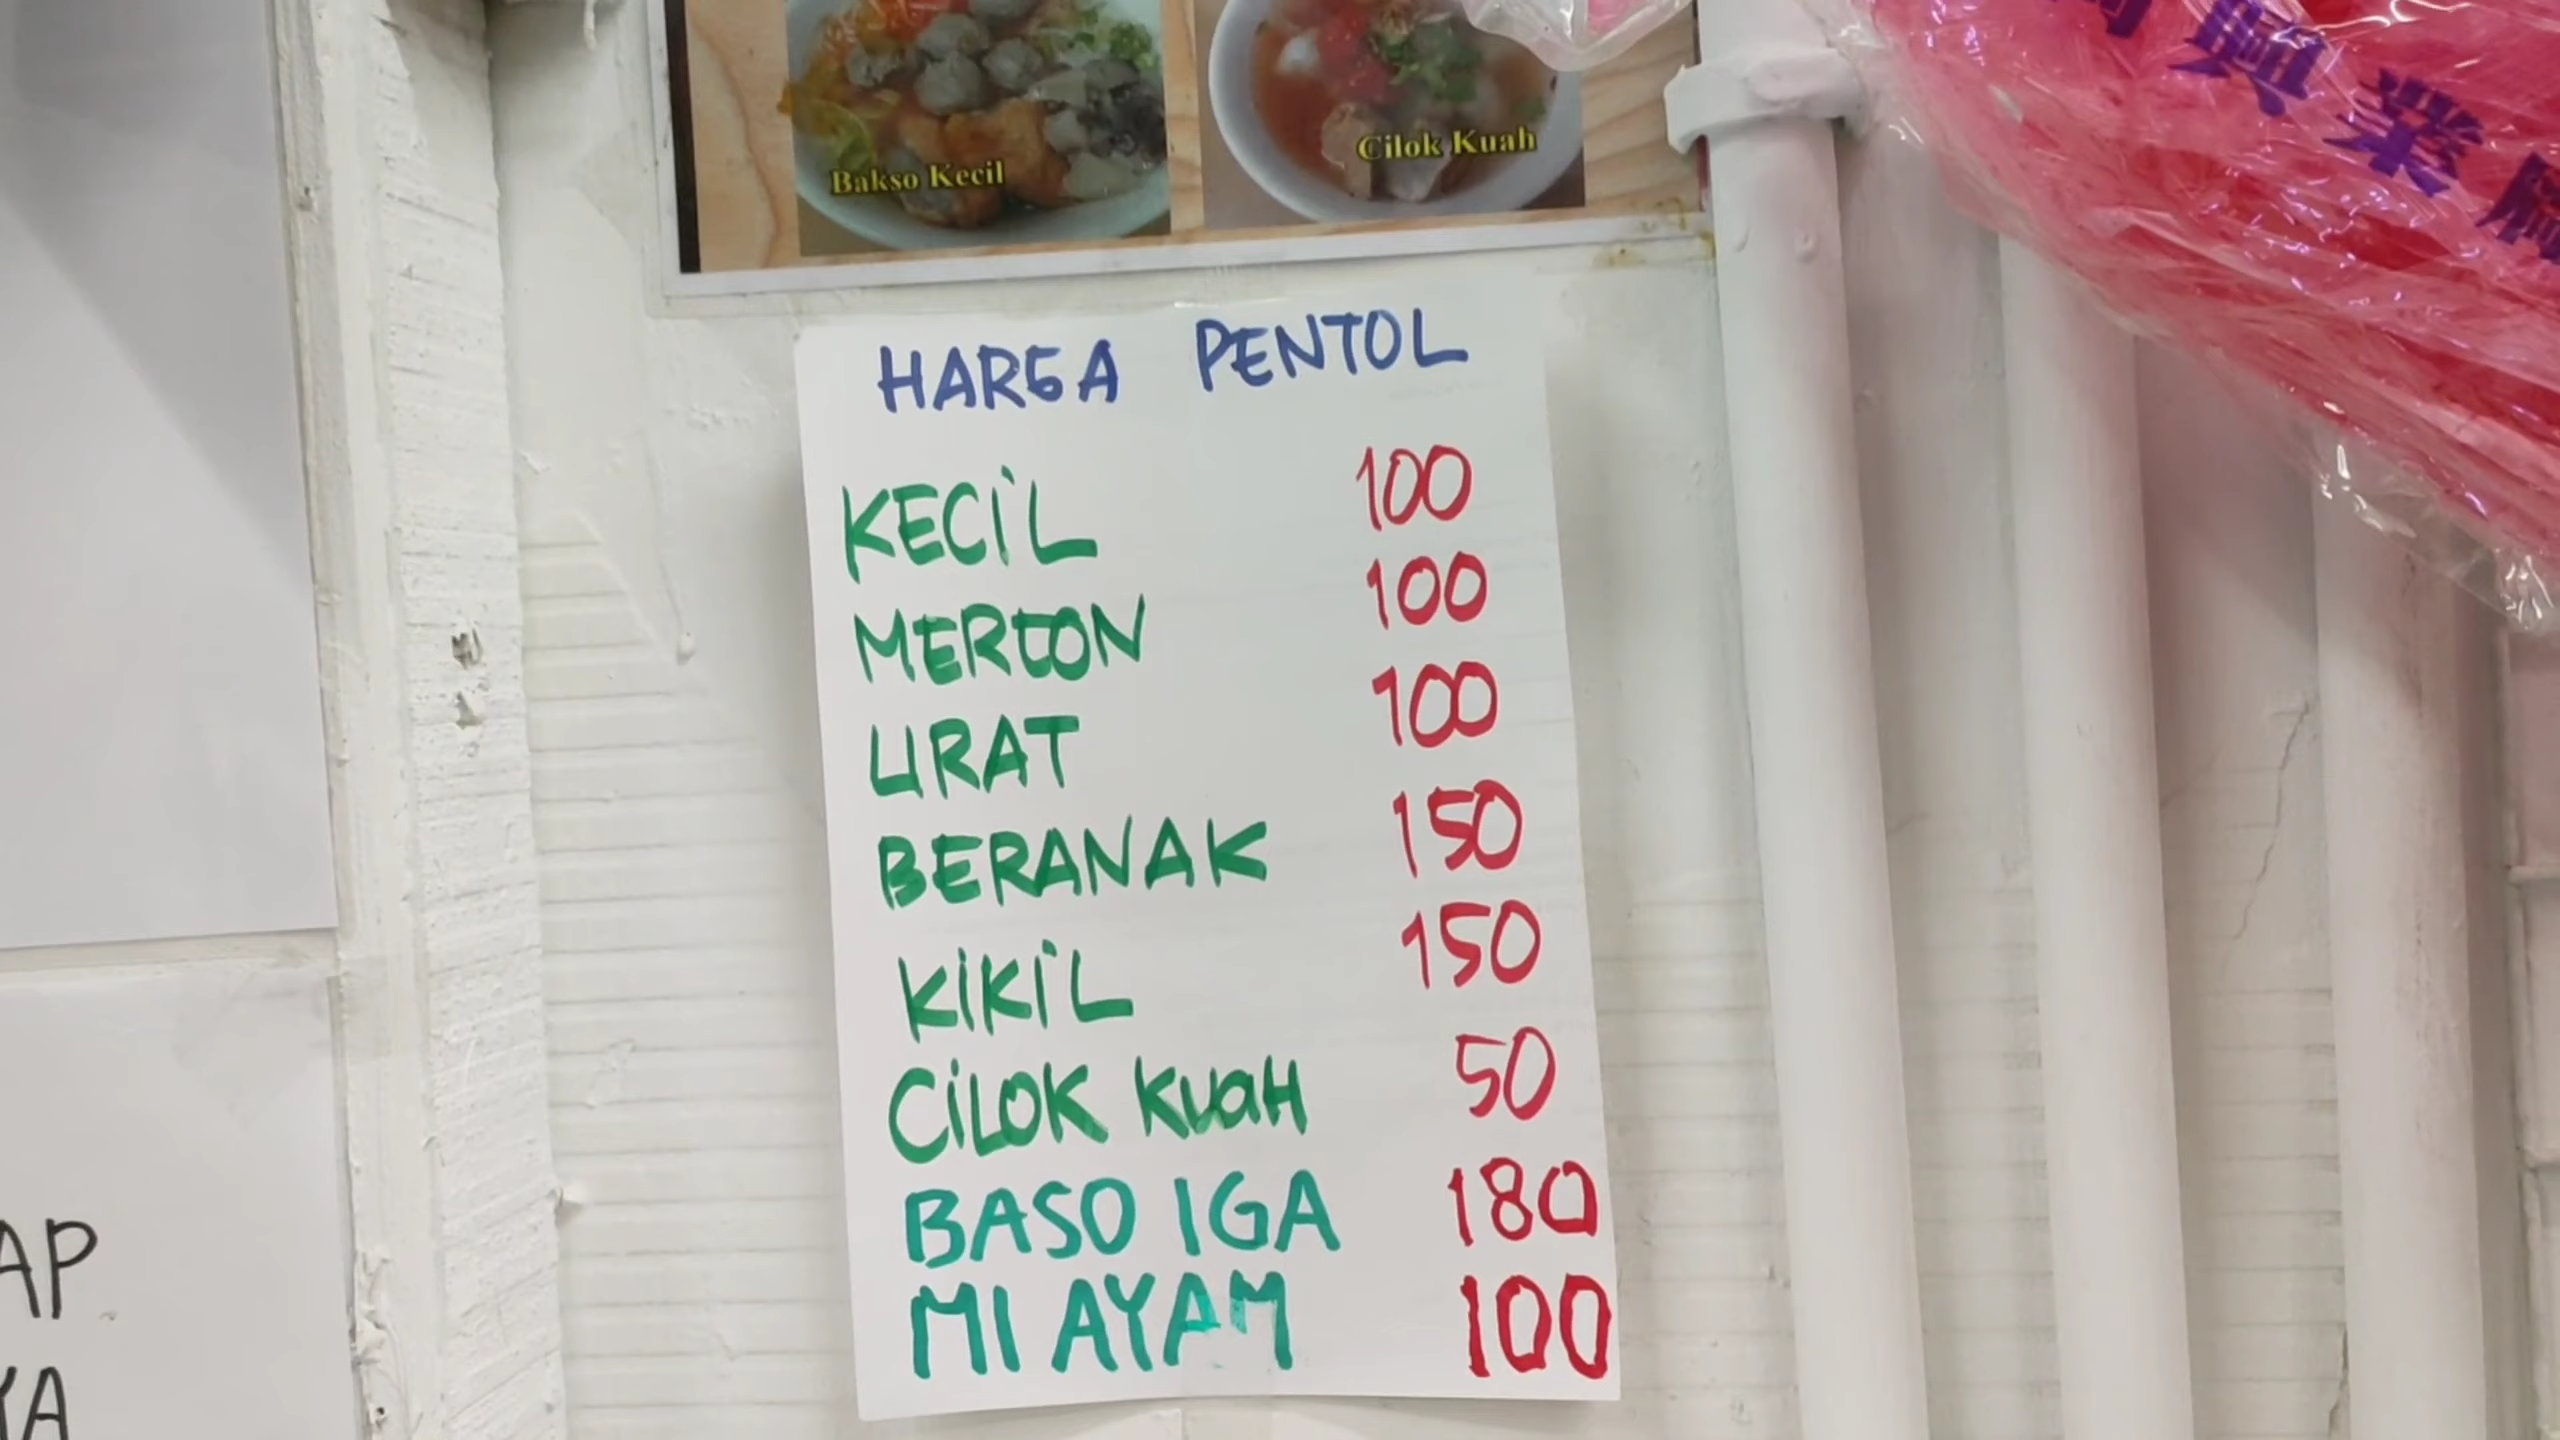 Bakso Kecil
Cilok Kuah
HARGA PENTOL
KECIL 100
MERCON 100
URAT 100
BERANAK 150
KIKIL 150
CILOK KUAH 50
BASO IGA 180
MI AYAM 100
AP
YA